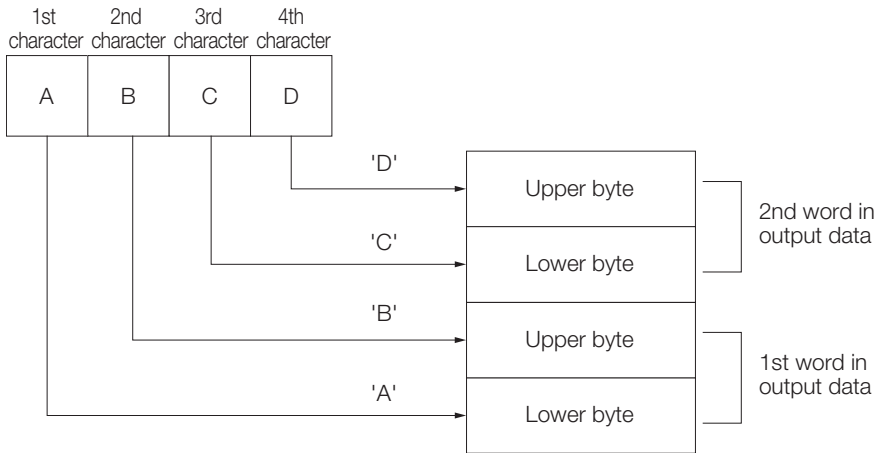 1st 2nd 3rd 4th
character character character character
A B C D
'D' Upper byte
2nd word in
output data
'C' Lower byte
'B' Upper byte
1st word in
output data
'A' Lower byte